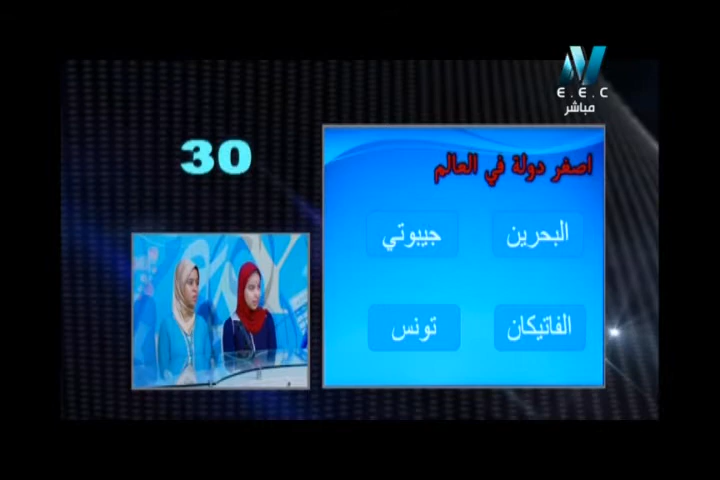 E.E.C
مباشر
30
اصغر دولة في العالم
البحرين
جيبوتي
الفاتيكان
تونس